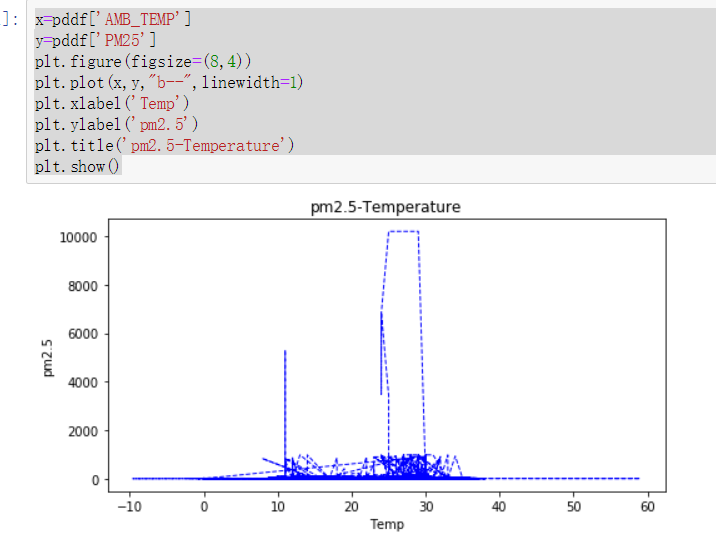 ]:
x=pddf['AMB_TEMP']
y=pddf['PM25']
plt.figure(figsize=(8,4))
plt.plot(x,y,"b--",linewidth=1)
plt.xlabel('Temp')
plt.ylabel('pm2.5')
plt.title('pm2.5-Temperature')
plt.show()
pm2.5-Temperature
10000
8000
6000
4000
2000
0
pm2.5
−10 0 10 20 30 40 50 60
Temp